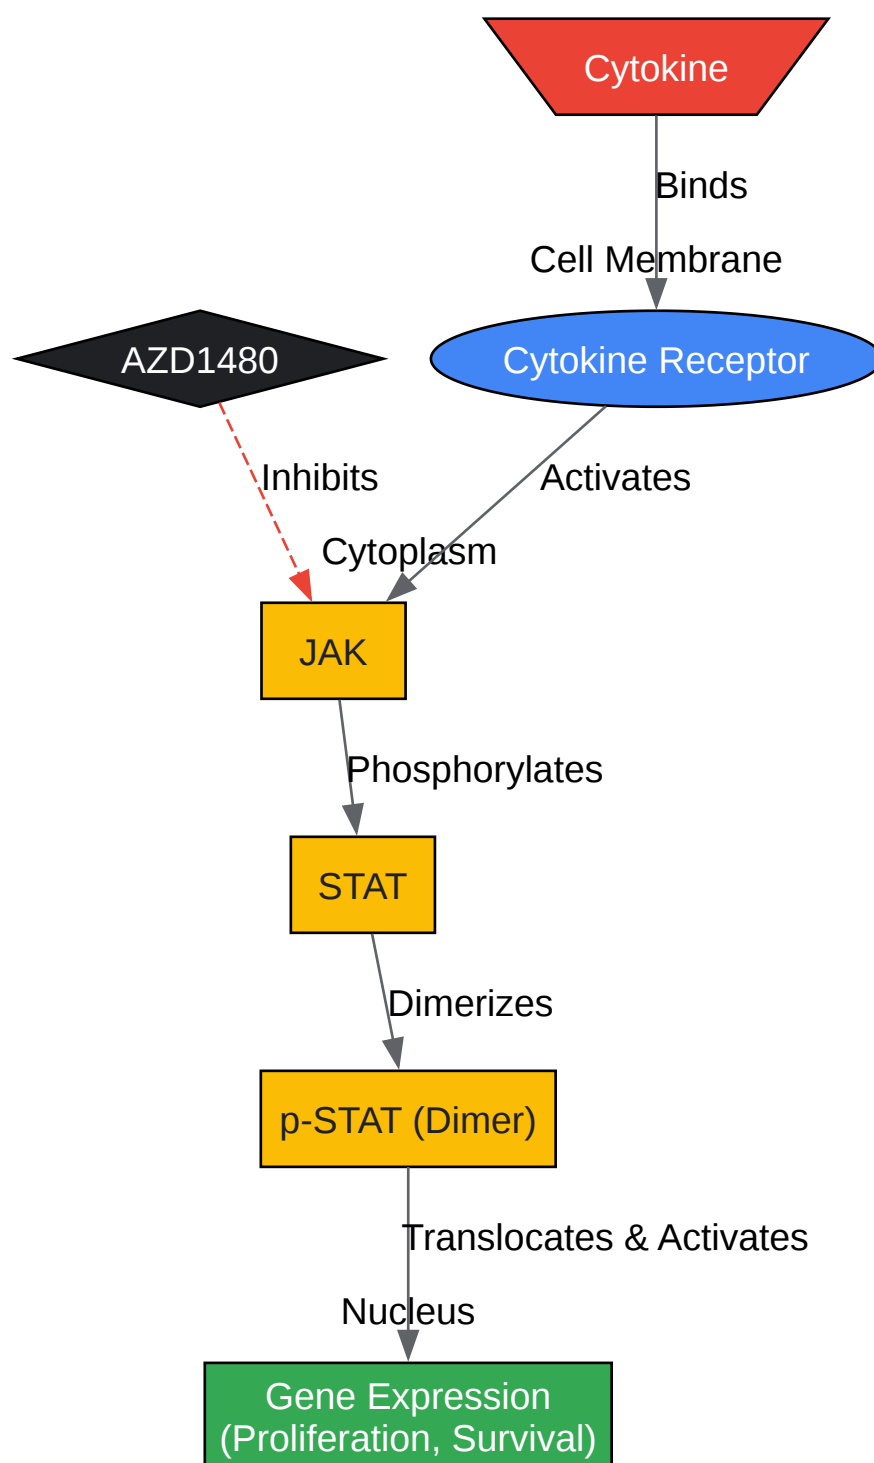 Cytokine
Binds
Cell Membrane
AZD1480
Cytokine Receptor
Inhibits
Activates
Cytoplasm
JAK
Phosphorylates
STAT
Dimerizes
p-STAT (Dimer)
Translocates & Activates
Nucleus
Gene Expression
(Proliferation, Survival)